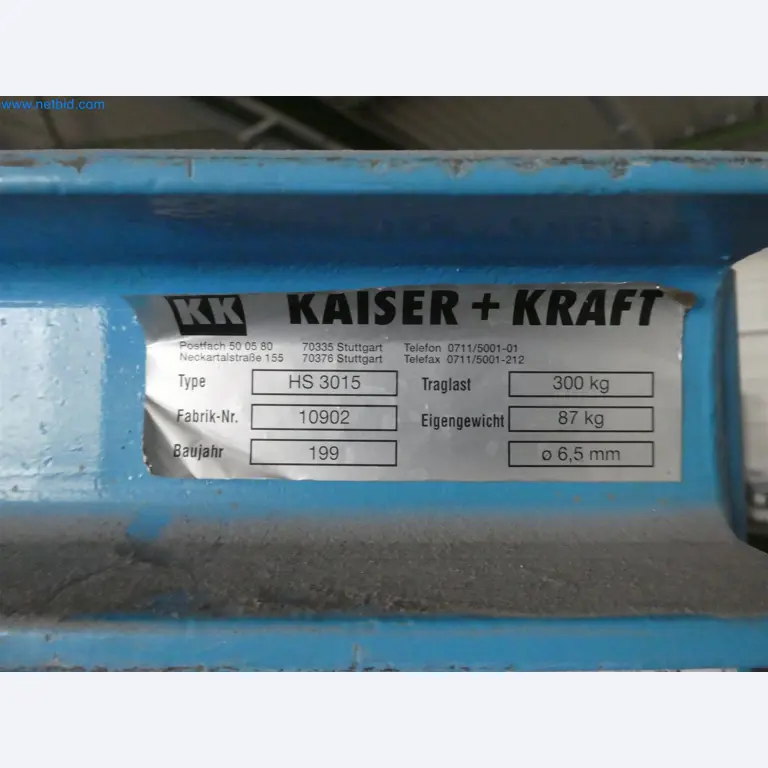 www.netbid.com
KK KAISER + KRAFT
Postfach 50 05 80 70335 Stuttgart Telefon 0711/5001-01
Neckartalstraße 155 70376 Stuttgart Telefax 0711/5001-212
Type HS 3015 Traglast 300 kg
Fabrik-Nr. 10902 Eigengewicht 87 kg
Baujahr 199 ø 6,5 mm